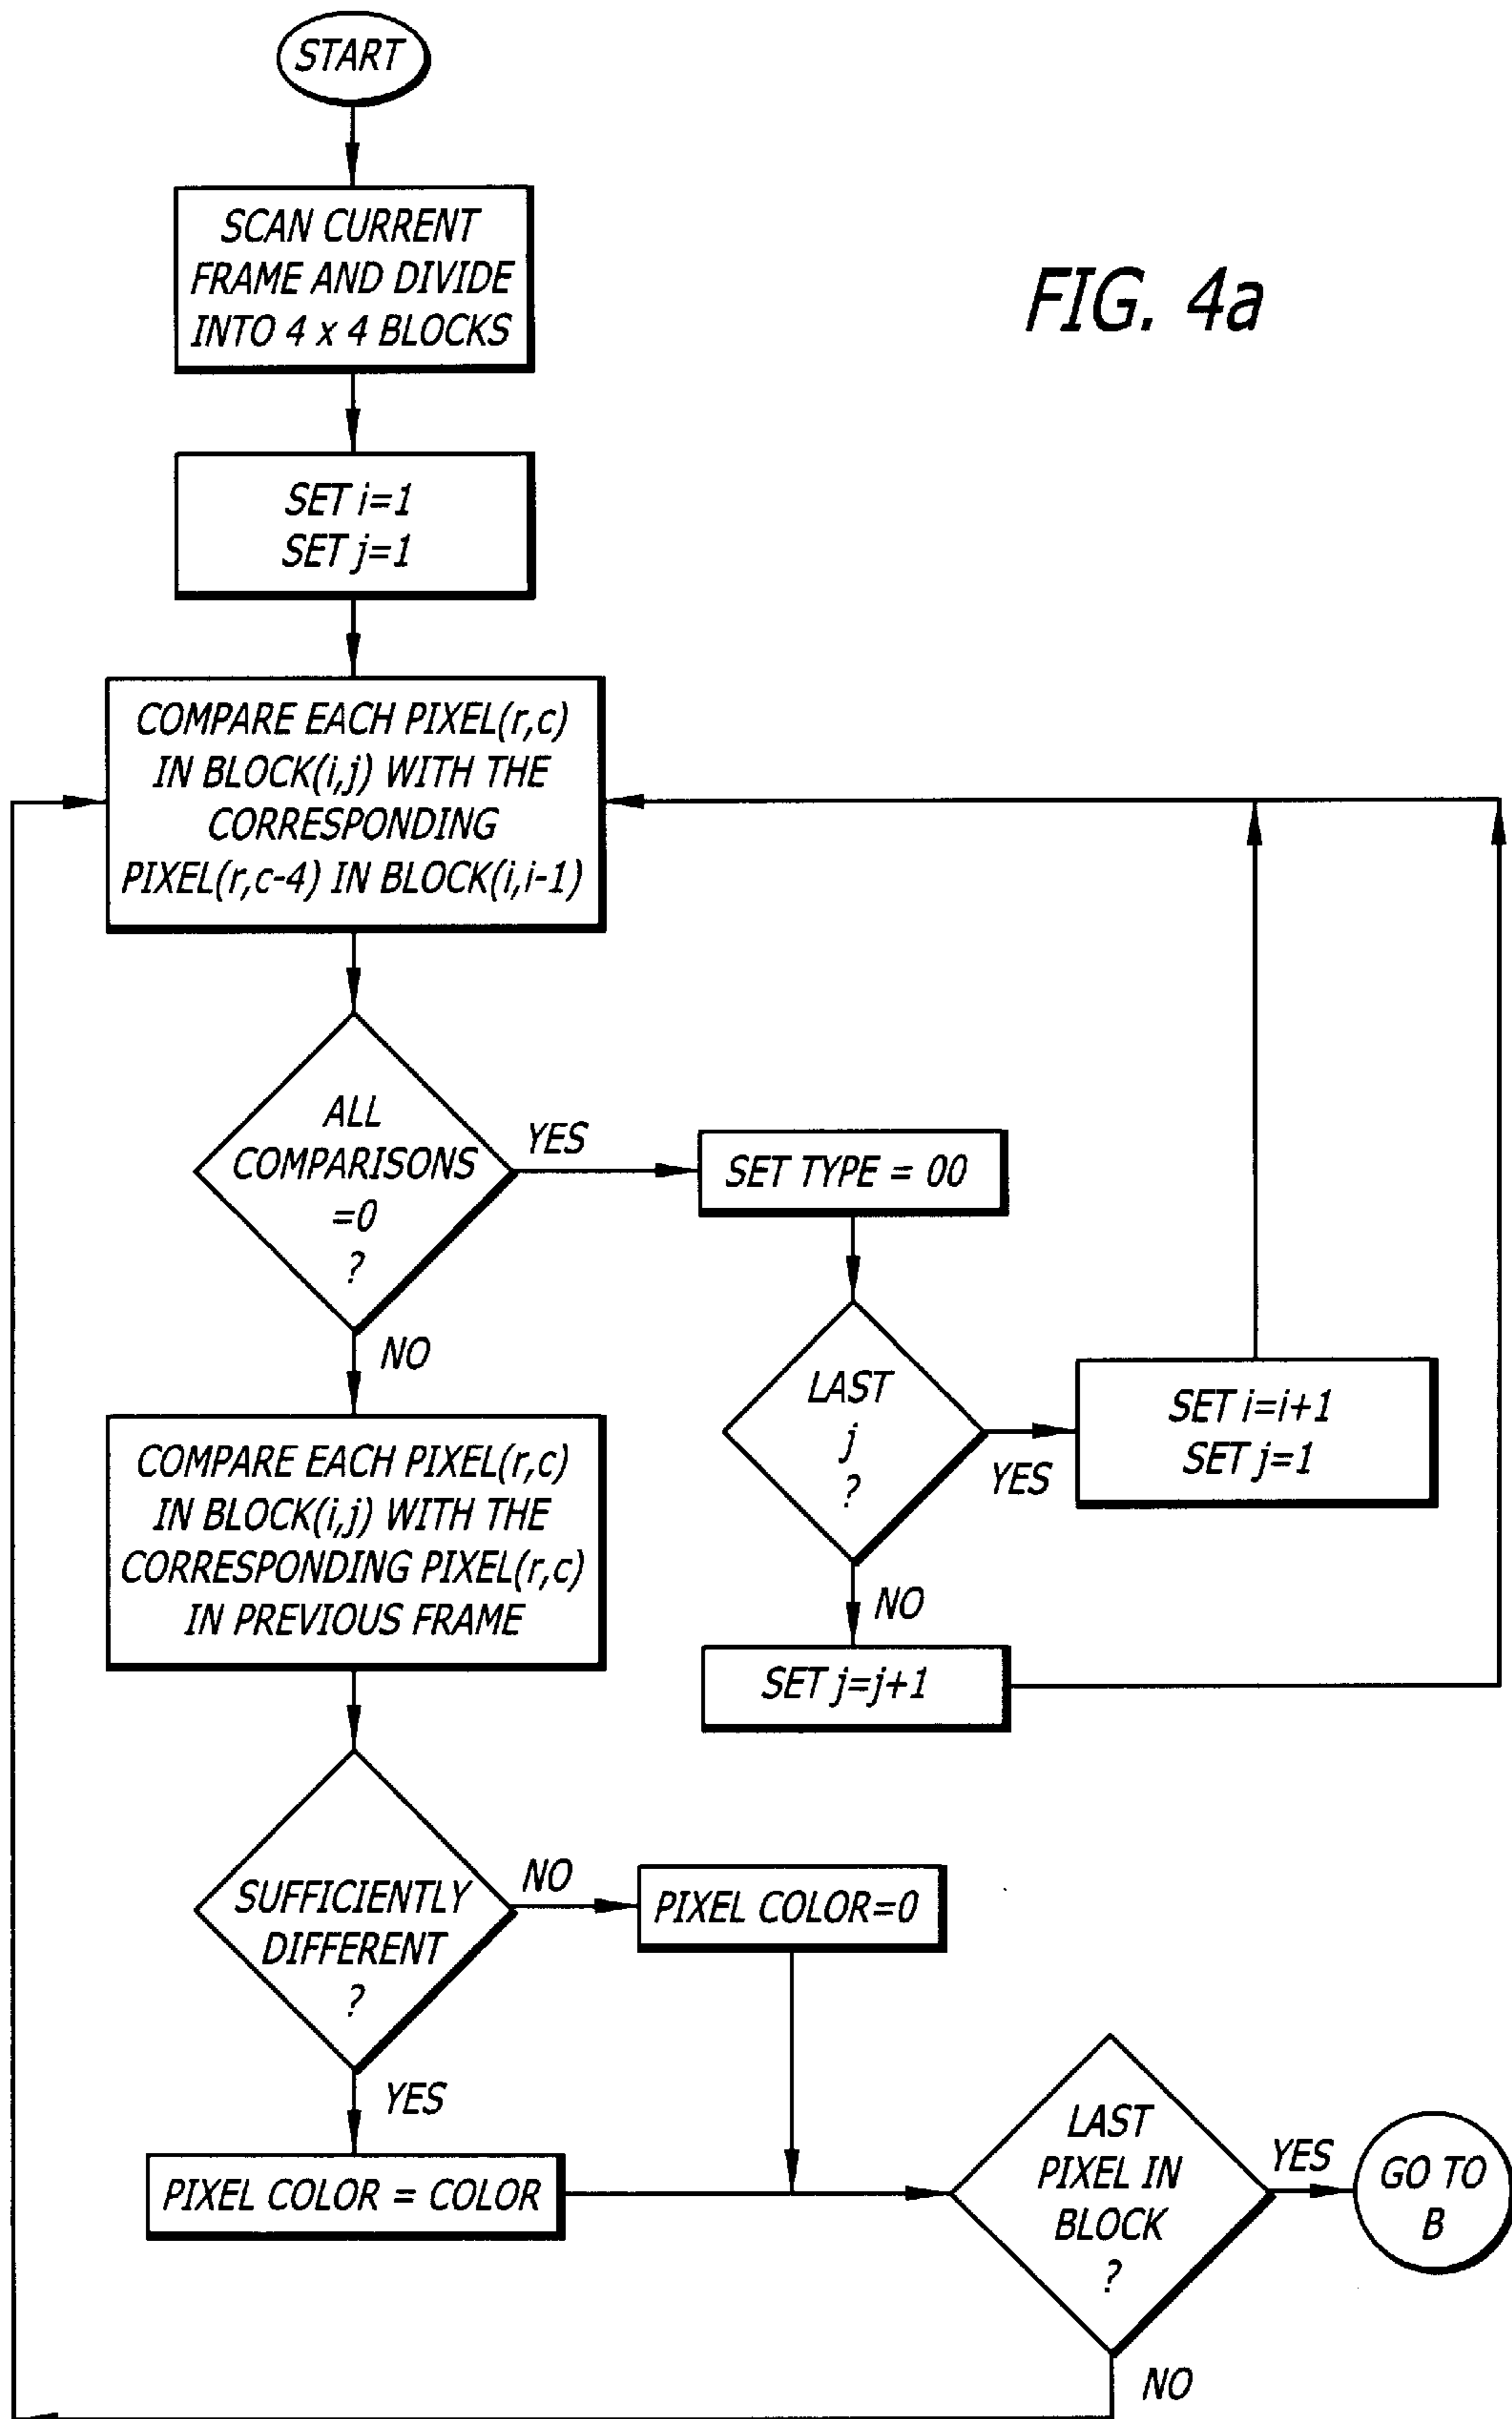 START
SCAN CURRENT
FRAME AND DIVIDE
INTO 4 x 4 BLOCKS
FIG. 4a
SET i=1
SET j=1
COMPARE EACH PIXEL(r,c)
IN BLOCK(i,j) WITH THE
CORRESPONDING
PIXEL(r,c-4) IN BLOCK(i,i-1)
ALL
COMPARISONS
=0
?
YES
SET TYPE = 00
NO
LAST
j
?
YES
SET i=i+1
SET j=1
NO
SET j=j+1
COMPARE EACH PIXEL(r,c)
IN BLOCK(i,j) WITH THE
CORRESPONDING PIXEL(r,c)
IN PREVIOUS FRAME
SUFFICIENTLY
DIFFERENT
?
NO
PIXEL COLOR=0
YES
PIXEL COLOR = COLOR
LAST
PIXEL IN
BLOCK
?
YES
GO TO
B
NO